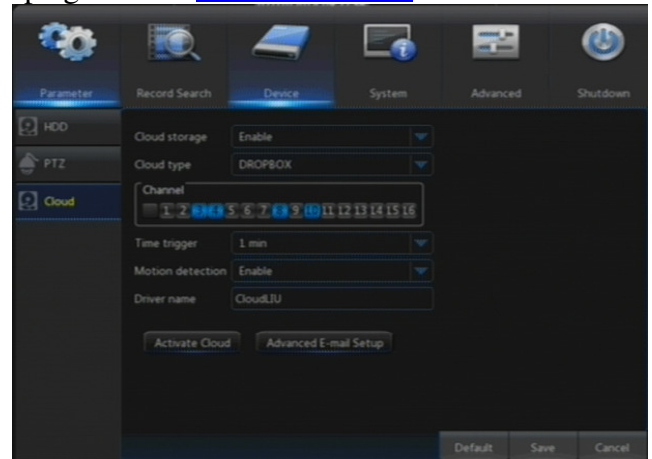 Parameter Record Search Device System Advanced Shutdown
HDD
PTZ
Cloud
Cloud storage Enable
Cloud type DROPBOX
Channel
1 2 3 4 5 6 7 8 9 10 11 12 13 14 15 16
Time trigger 1 min
Motion detection Enable
Driver name CloudLIU
Activate Cloud Advanced E-mail Setup
Default Save Cancel